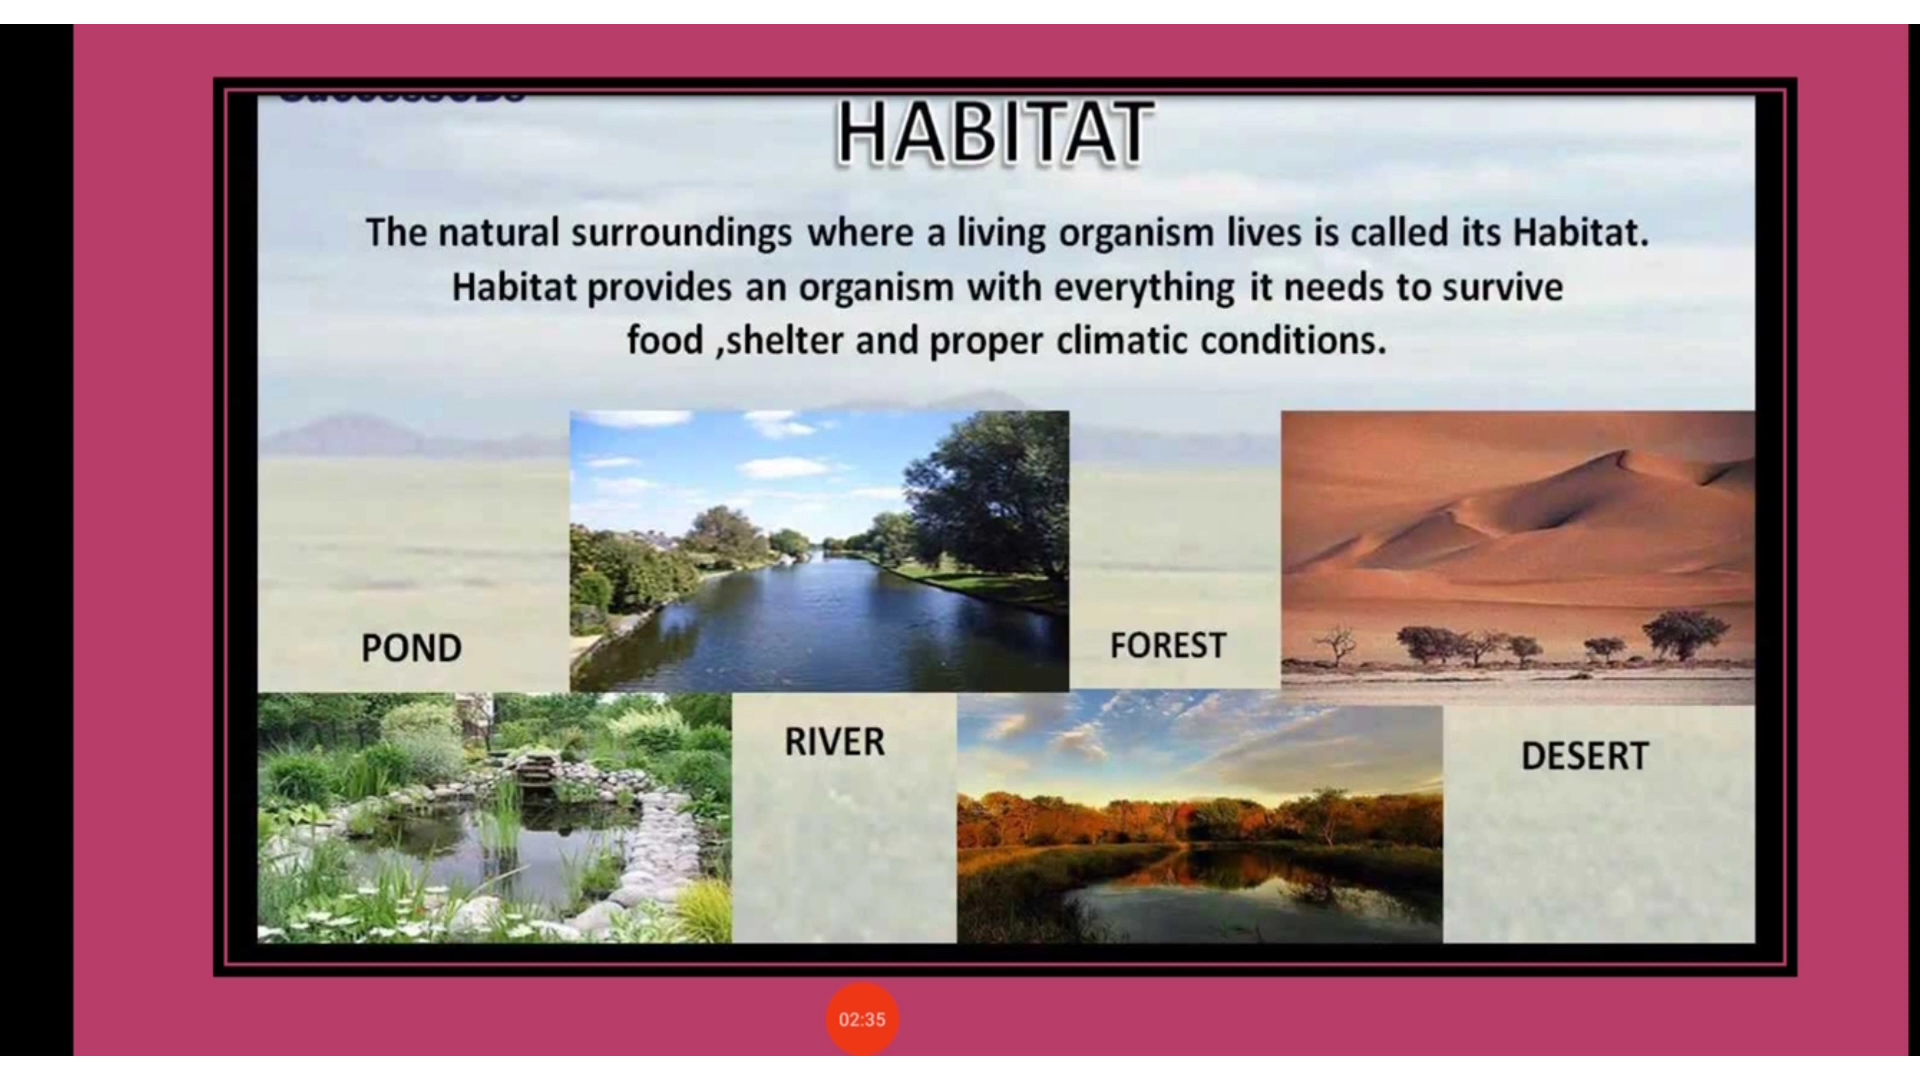 HABITAT
The natural surroundings where a living organism lives is called its Habitat.
Habitat provides an organism with everything it needs to survive
food ,shelter and proper climatic conditions.
POND
FOREST
RIVER
DESERT
02:35